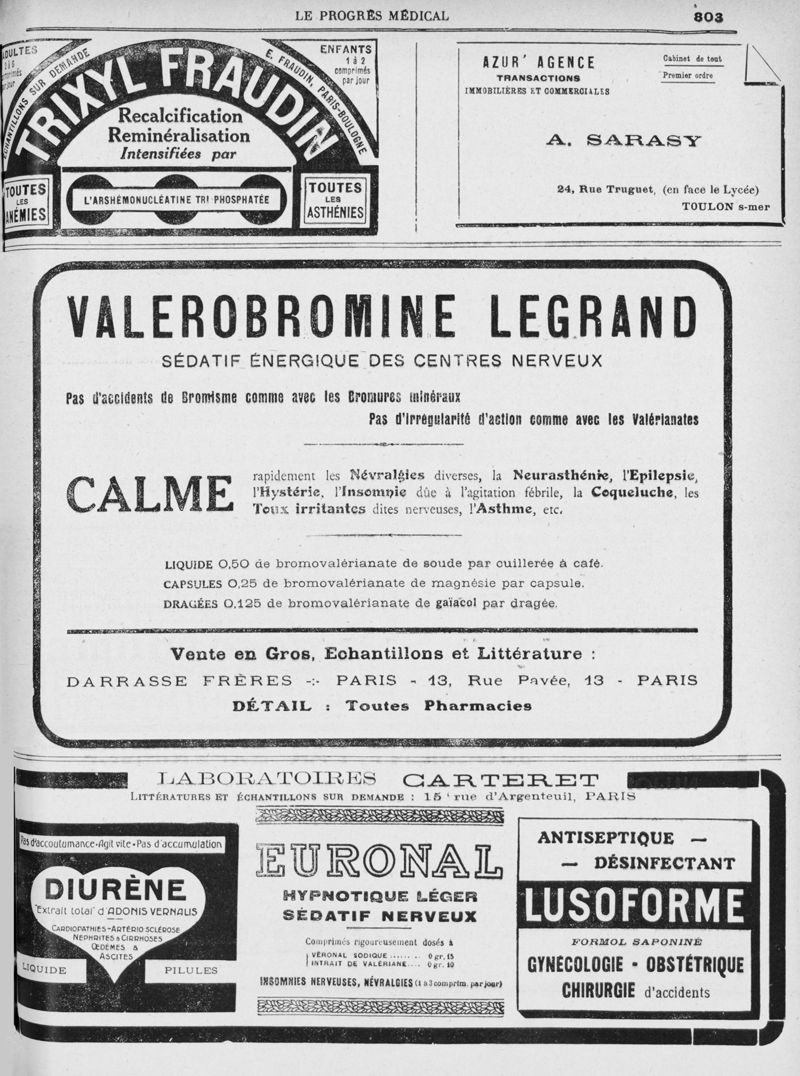 LE PROGRÈS MÉDICAL
803
ADULTES
comprimés
par jour
ÉCHANTILLONS SUR DEMANDE
TRIXYL FRAUDIN
E. FRAUDIN, PARIS-BOULOGNE
ENFANTS
1 à 2
comprimés
par jour
Recalcification
Reminéralisation
Intensifiées par
TOUTES
LES
ANÉMIES
L'ARSHÉMONUCLÉATINE TRI PHOSPHATÉE
TOUTES
LES
ASTHÉNIES
AZUR' AGENCE
TRANSACTIONS
IMMOBILIÈRES ET COMMERCIALES
Cabinet de tout
Premier ordre
A. SARASY
24, Rue Truguet, (en face le Lycée)
TOULON s-mer
VALEROBROMINE LEGRAND
SÉDATIF ÉNERGIQUE DES CENTRES NERVEUX
Pas d'accidents de Bromisme comme avec les Bromures minéraux
Pas d'irrégularité d'action comme avec les Valérianates
CALME
rapidement les Névralgies diverses, la Neurasthénie, l'Epilepsie,
l'Hystérie, l'Insomnie dûe à l'agitation fébrile, la Coqueluche, les
Toux irritantes dites nerveuses, l'Asthme, etc.
LIQUIDE 0,50 de bromovalérianate de soude par cuillerée à café.
CAPSULES 0,25 de bromovalérianate de magnésie par capsule.
DRAGÉES 0.125 de bromovalérianate de gaïacol par dragée.
Vente en Gros, Echantillons et Littérature :
DARRASSE FRÈRES -:- PARIS - 13, Rue Pavée, 13 - PARIS
DÉTAIL : Toutes Pharmacies
LABORATOIRES CARTERET
LITTÉRATURES ET ÉCHANTILLONS SUR DEMANDE : 15 rue d'Argenteuil, PARIS
Pas d'accoutumance-Agit vite-Pas d'accumulation
DIURÈNE
"Extrait total" d'ADONIS VERNALIS
CARDIOPATHIES-ARTÉRIO SCLÉROSE
NÉPHRITES & CIRRHOSES
ŒDÈMES &
ASCITES
LIQUIDE
PILULES
EURONAL
HYPNOTIQUE LÉGER
SÉDATIF NERVEUX
Comprimés rigoureusement dosés à
VÉRONAL SODIQUE........ 0 gr. 15
INTRAIT DE VALÉRIANE.... 0 gr. 10
INSOMNIES NERVEUSES, NÉVRALGIES (1 à 3 comprim. par jour)
ANTISEPTIQUE —
— DÉSINFECTANT
LUSOFORME
FORMOL SAPONINÉ
GYNÉCOLOGIE - OBSTÉTRIQUE
CHIRURGIE d'accidents